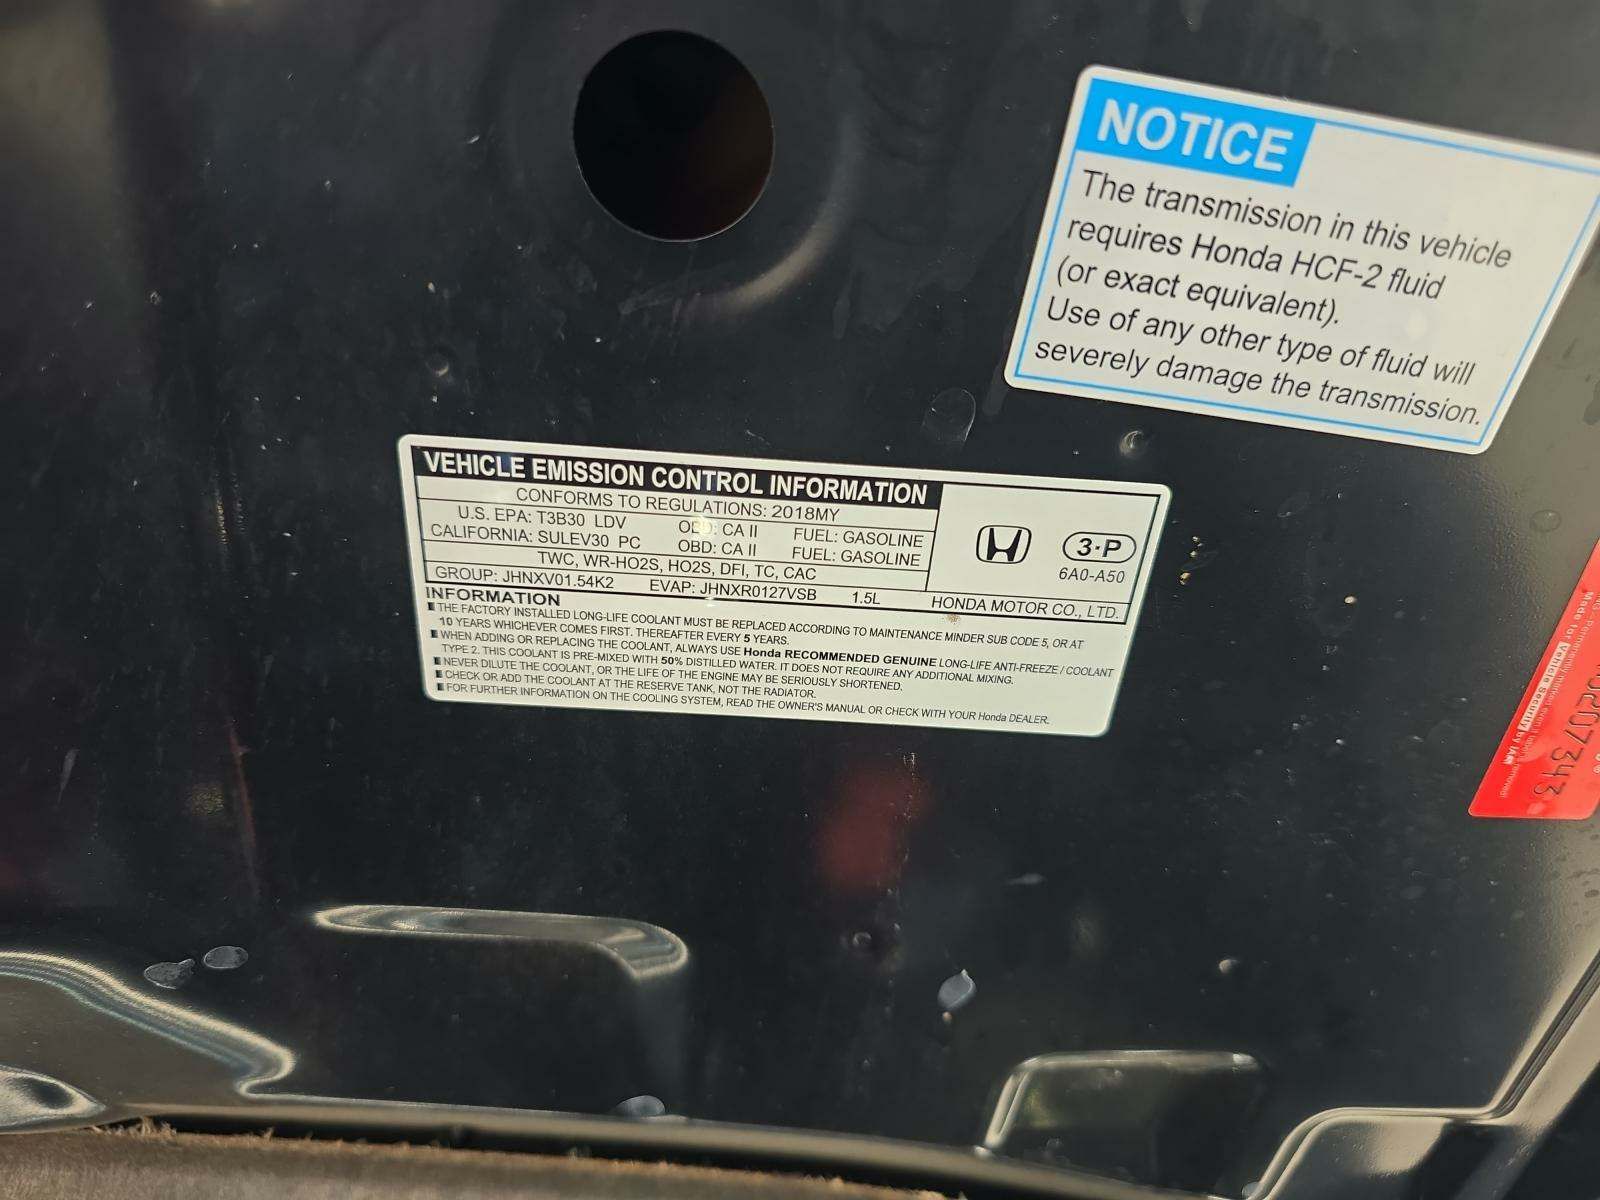 NOTICE
The transmission in this vehicle
requires Honda HCF-2 fluid
(or exact equivalent).
Use of any other type of fluid will
severely damage the transmission.
VEHICLE EMISSION CONTROL INFORMATION
CONFORMS TO REGULATIONS: 2018MY
U.S. EPA: T3B30 LDV OBD: CA II FUEL: GASOLINE
CALIFORNIA: SULEV30 PC OBD: CA II FUEL: GASOLINE
TWC, WR-HO2S, HO2S, DFI, TC, CAC
3·P
6A0-A50
GROUP: JHNXV01.54K2 EVAP: JHNXR0127VSB 1.5L HONDA MOTOR CO., LTD.
INFORMATION
THE FACTORY INSTALLED LONG-LIFE COOLANT MUST BE REPLACED ACCORDING TO MAINTENANCE MINDER SUB CODE 5, OR AT
10 YEARS WHICHEVER COMES FIRST. THEREAFTER EVERY 5 YEARS.
WHEN ADDING OR REPLACING THE COOLANT, ALWAYS USE Honda RECOMMENDED GENUINE LONG-LIFE ANTI-FREEZE / COOLANT
TYPE 2. THIS COOLANT IS PRE-MIXED WITH 50% DISTILLED WATER. IT DOES NOT REQUIRE ANY ADDITIONAL MIXING.
NEVER DILUTE THE COOLANT, OR THE LIFE OF THE ENGINE MAY BE SERIOUSLY SHORTENED.
CHECK OR ADD THE COOLANT AT THE RESERVE TANK, NOT THE RADIATOR.
FOR FURTHER INFORMATION ON THE COOLING SYSTEM, READ THE OWNER'S MANUAL OR CHECK WITH YOUR Honda DEALER.
Made for Vehicle Security by
207343